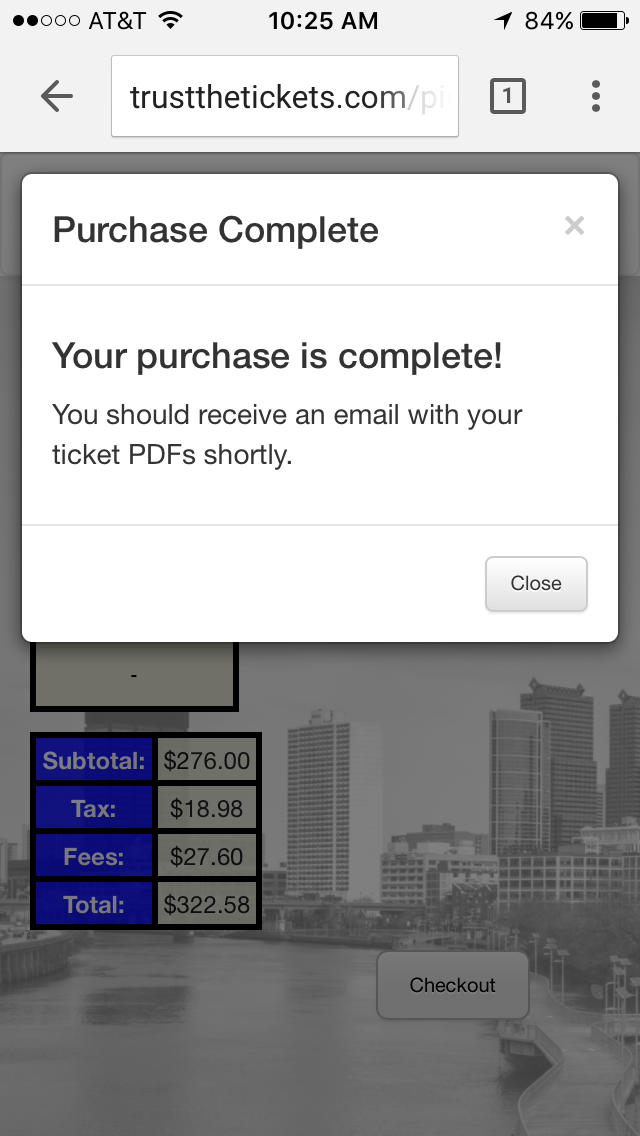 AT&T 10:25 AM 84%
trustthetickets.com/pi
1
Purchase Complete ×
Your purchase is complete!
You should receive an email with your
ticket PDFs shortly.
Close
-
Subtotal: $276.00
Tax: $18.98
Fees: $27.60
Total: $322.58
Checkout